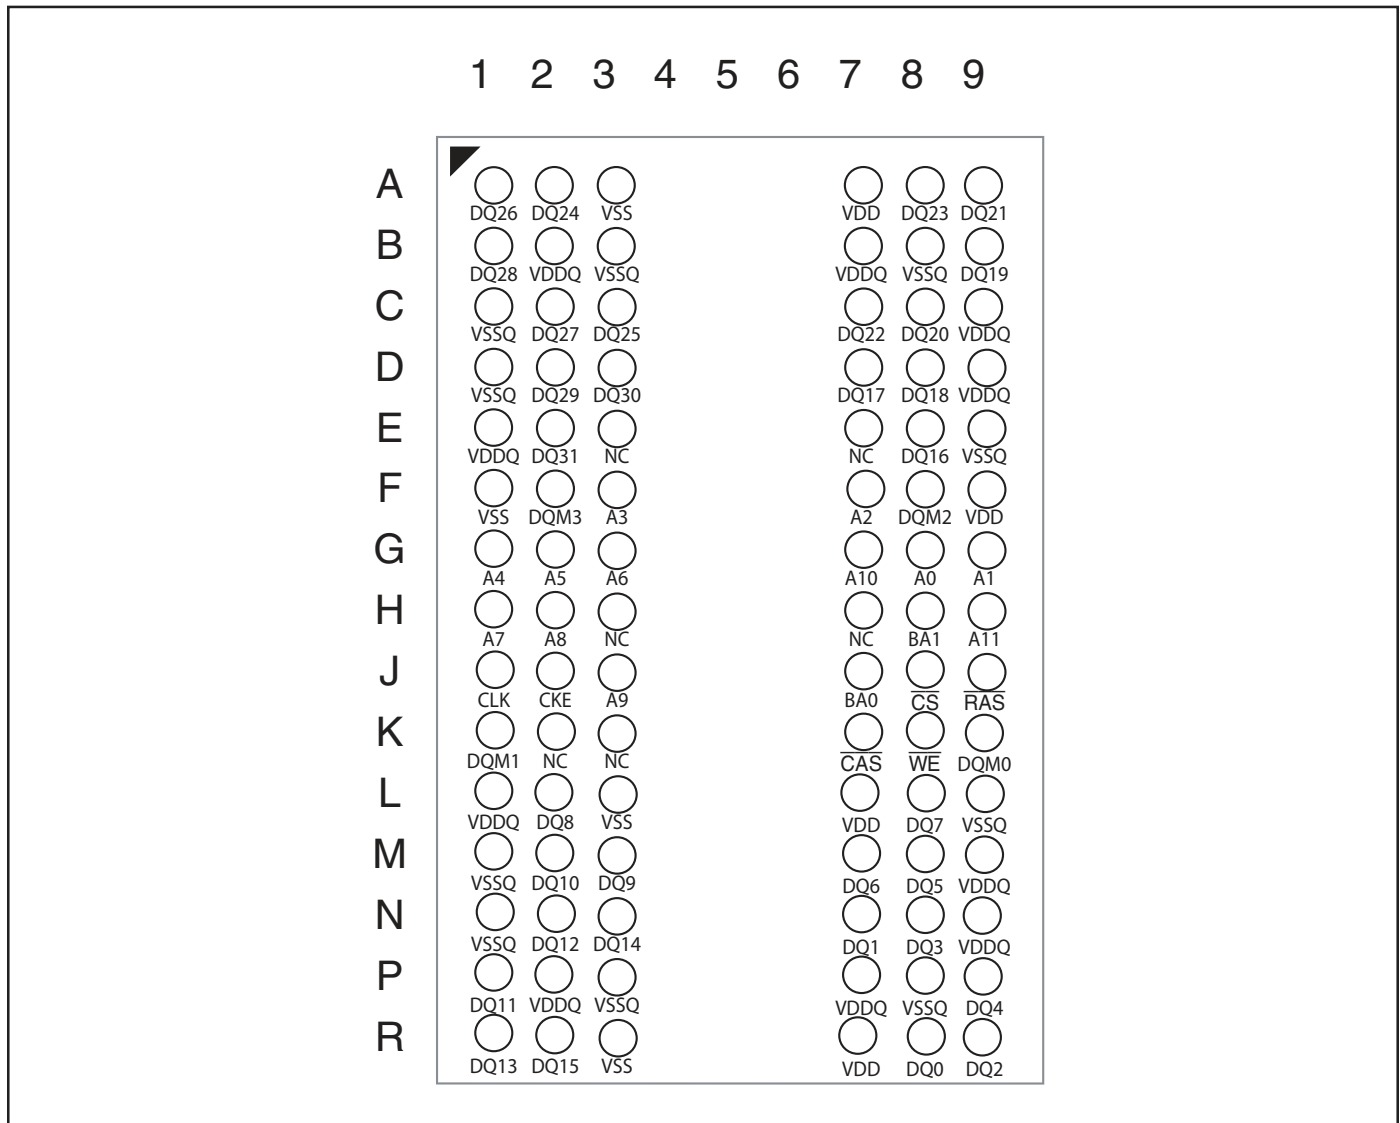 1 2 3 4 5 6 7 8 9
A
DQ26 DQ24 VSS VDD DQ23 DQ21
B
DQ28 VDDQ VSSQ VDDQ VSSQ DQ19
C
VSSQ DQ27 DQ25 DQ22 DQ20 VDDQ
D
VSSQ DQ29 DQ30 DQ17 DQ18 VDDQ
E
VDDQ DQ31 NC NC DQ16 VSSQ
F
VSS DQM3 A3 A2 DQM2 VDD
G
A4 A5 A6 A10 A0 A1
H
A7 A8 NC NC BA1 A11
J
CLK CKE A9 BA0 C̅S̅ R̅A̅S̅
K
DQM1 NC NC C̅A̅S̅ W̅E̅ DQM0
L
VDDQ DQ8 VSS VDD DQ7 VSSQ
M
VSSQ DQ10 DQ9 DQ6 DQ5 VDDQ
N
VSSQ DQ12 DQ14 DQ1 DQ3 VDDQ
P
DQ11 VDDQ VSSQ VDDQ VSSQ DQ4
R
DQ13 DQ15 VSS VDD DQ0 DQ2